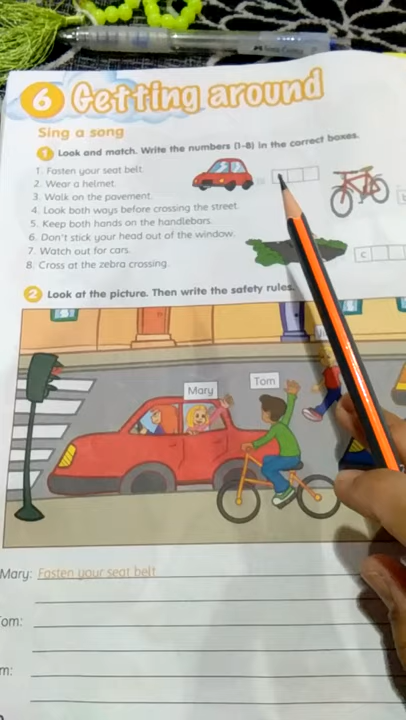 6 Getting around
Sing a song
1 Look and match. Write the numbers (1-8) in the correct boxes.
1. Fasten your seat belt.
2. Wear a helmet.
3. Walk on the pavement.
4. Look both ways before crossing the street.
5. Keep both hands on the handlebars.
6. Don't stick your head out of the window.
7. Watch out for cars.
8. Cross at the zebra crossing.
c
2 Look at the picture. Then write the safety rules.
Mary
Tom
Mary: Fasten your seat belt